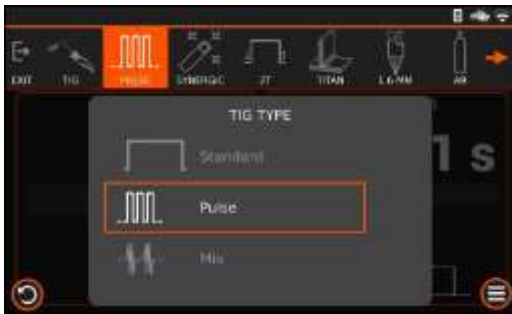 EXIT TIG PULSE SYNERGIC 2T TITAN 1.6 MM AR
TIG TYPE
Standard
1 s
Pulse
Mix